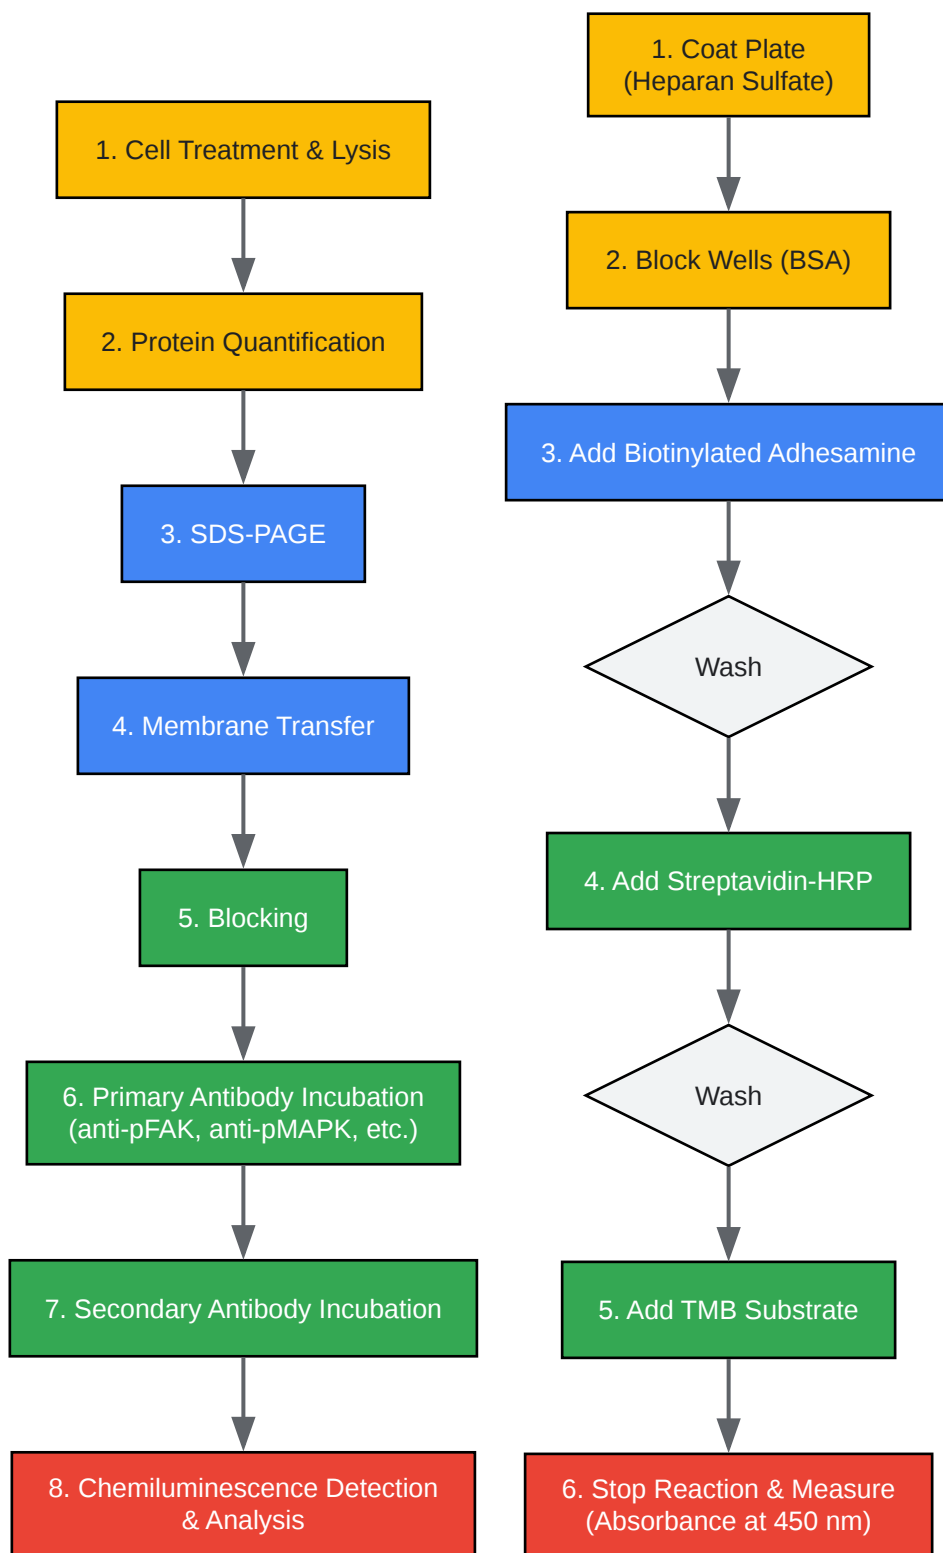 1. Cell Treatment & Lysis
2. Protein Quantification
3. SDS-PAGE
4. Membrane Transfer
5. Blocking
6. Primary Antibody Incubation
(anti-pFAK, anti-pMAPK, etc.)
7. Secondary Antibody Incubation
8. Chemiluminescence Detection
& Analysis
1. Coat Plate
(Heparan Sulfate)
2. Block Wells (BSA)
3. Add Biotinylated Adhesamine
Wash
4. Add Streptavidin-HRP
Wash
5. Add TMB Substrate
6. Stop Reaction & Measure
(Absorbance at 450 nm)